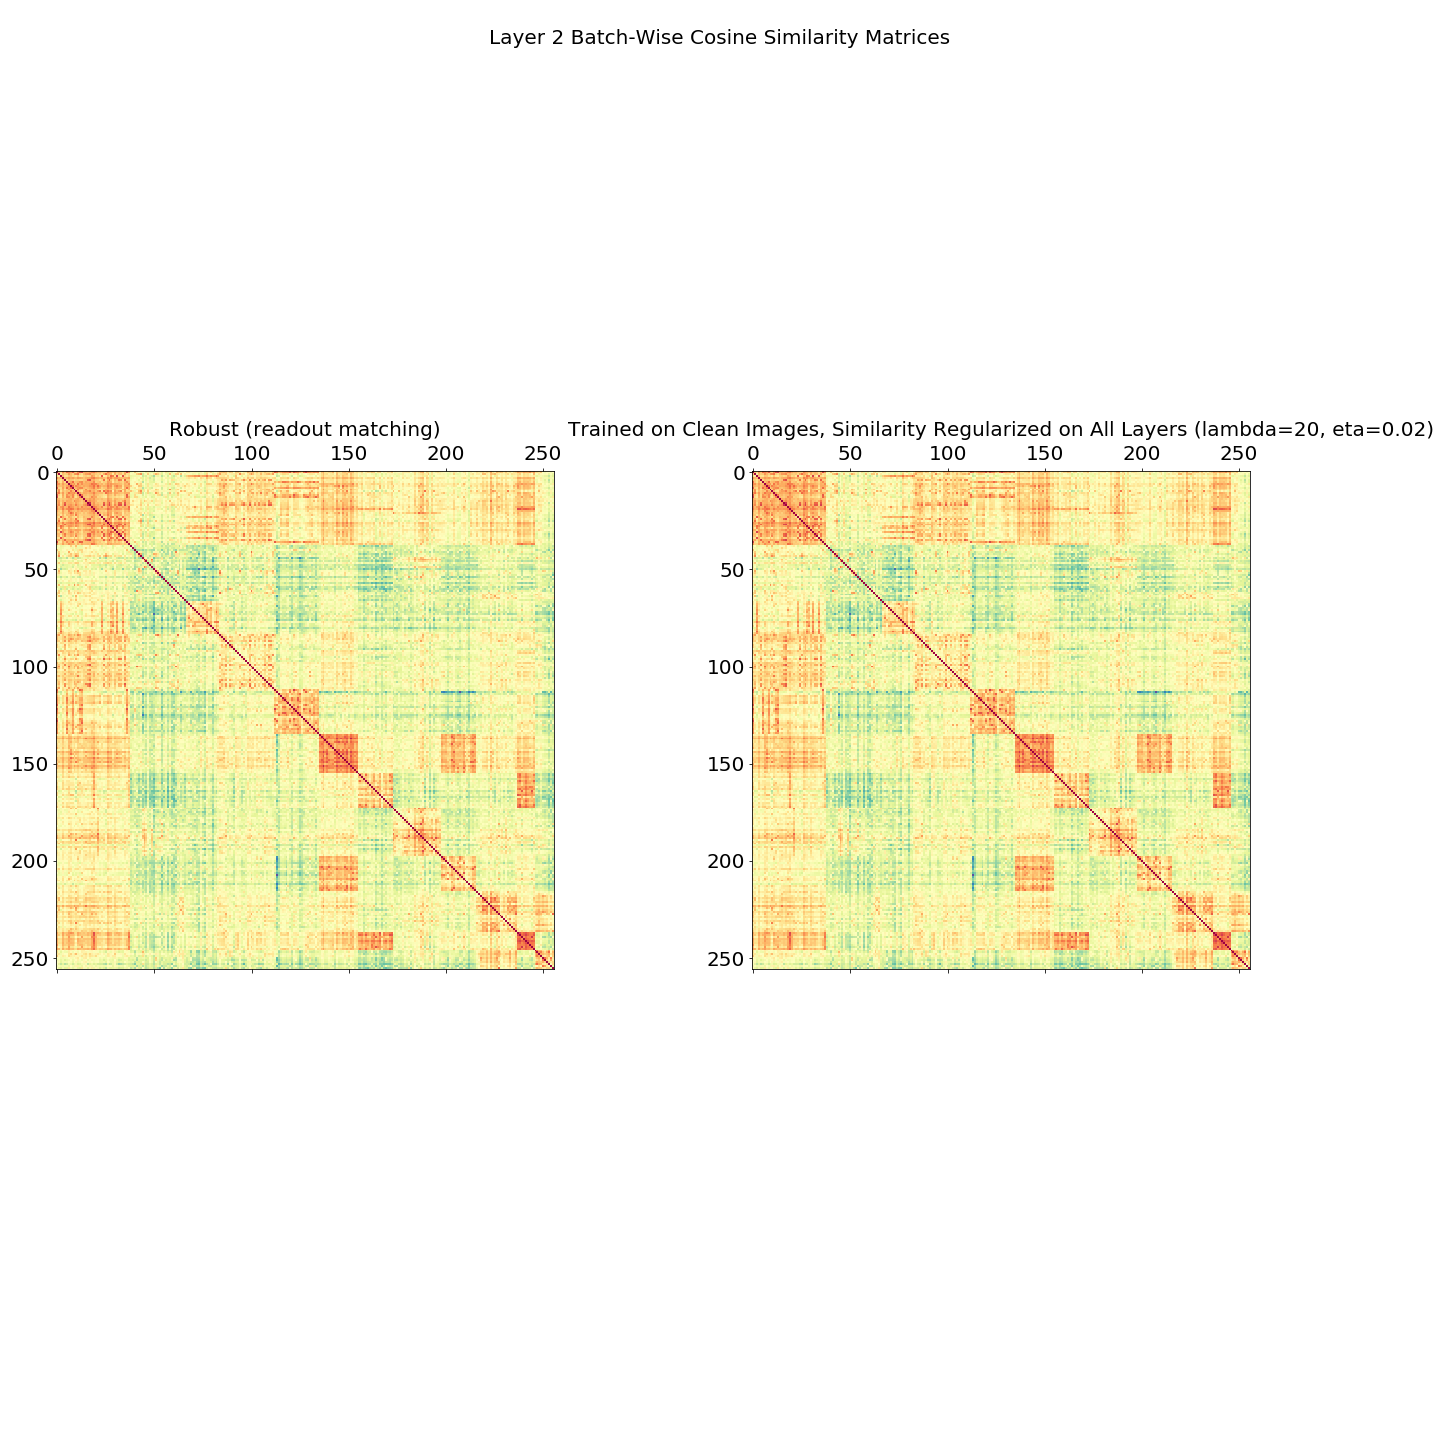 Layer 2 Batch-Wise Cosine Similarity Matrices
Robust (readout matching)
0 50 100 150 200 250
0
50
100
150
200
250
Trained on Clean Images, Similarity Regularized on All Layers (lambda=20, eta=0.02)
0 50 100 150 200 250
0
50
100
150
200
250